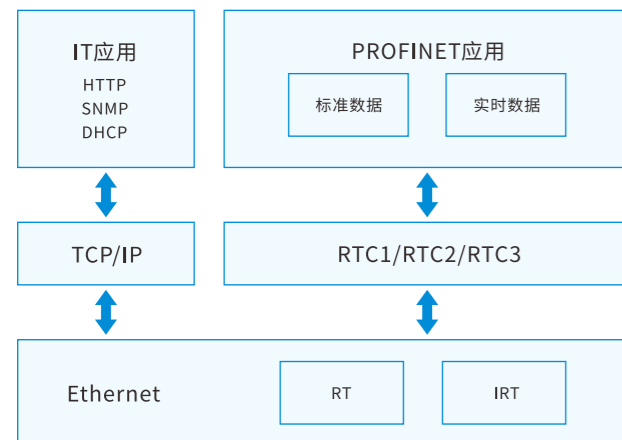 IT应用
HTTP
SNMP
DHCP
PROFINET应用
标准数据
实时数据
TCP/IP
RTC1/RTC2/RTC3
Ethernet
RT
IRT